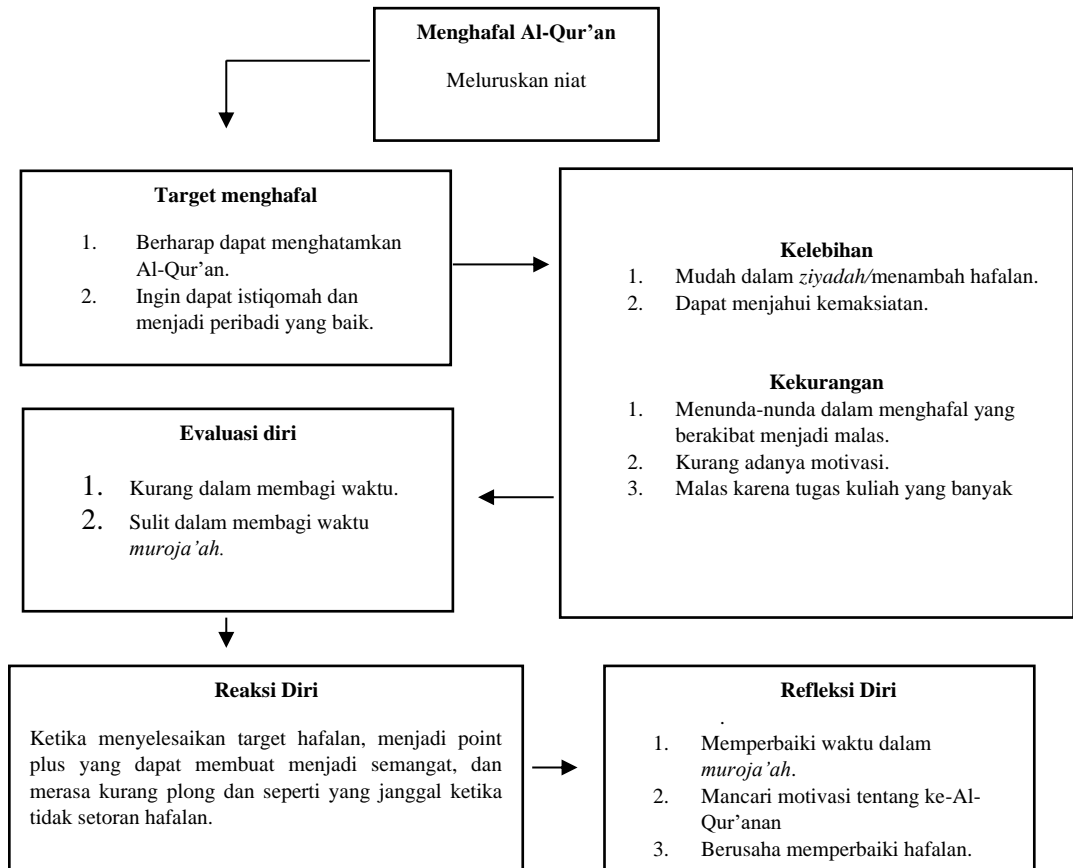 Menghafal Al-Qur’an
Meluruskan niat
Target menghafal
1. Berharap dapat menghatamkan
Al-Qur’an.
2. Ingin dapat istiqomah dan
menjadi peribadi yang baik.
Kelebihan
1. Mudah dalam ziyadah/menambah hafalan.
2. Dapat menjahui kemaksiatan.
Kekurangan
1. Menunda-nunda dalam menghafal yang
berakibat menjadi malas.
2. Kurang adanya motivasi.
3. Malas karena tugas kuliah yang banyak
Evaluasi diri
1. Kurang dalam membagi waktu.
2. Sulit dalam membagi waktu
muroja’ah.
Reaksi Diri
Ketika menyelesaikan target hafalan, menjadi point
plus yang dapat membuat menjadi semangat, dan
merasa kurang plong dan seperti yang janggal ketika
tidak setoran hafalan.
Refleksi Diri
.
1. Memperbaiki waktu dalam
muroja’ah.
2. Mancari motivasi tentang ke-Al-
Qur’anan
3. Berusaha memperbaiki hafalan.